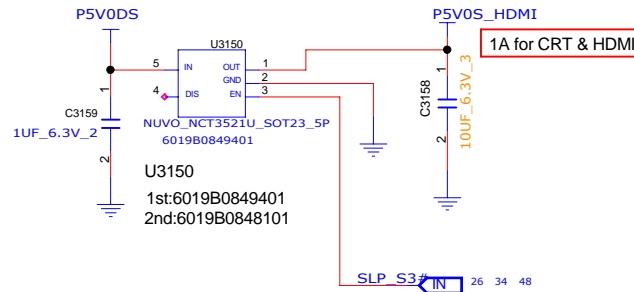 P5V0DS
P5V0S_HDMI
1A for CRT & HDMI
U3150
5 IN OUT 1
GND 2
4 DIS EN 3
1
C3159
1UF_6.3V_2
2
NUVO_NCT3521U_SOT23_5P
6019B0849401
1
C3158
10UF_6.3V_3
2
U3150
1st:6019B0849401
2nd:6019B0848101
SLP_S3# IN 26 34 48